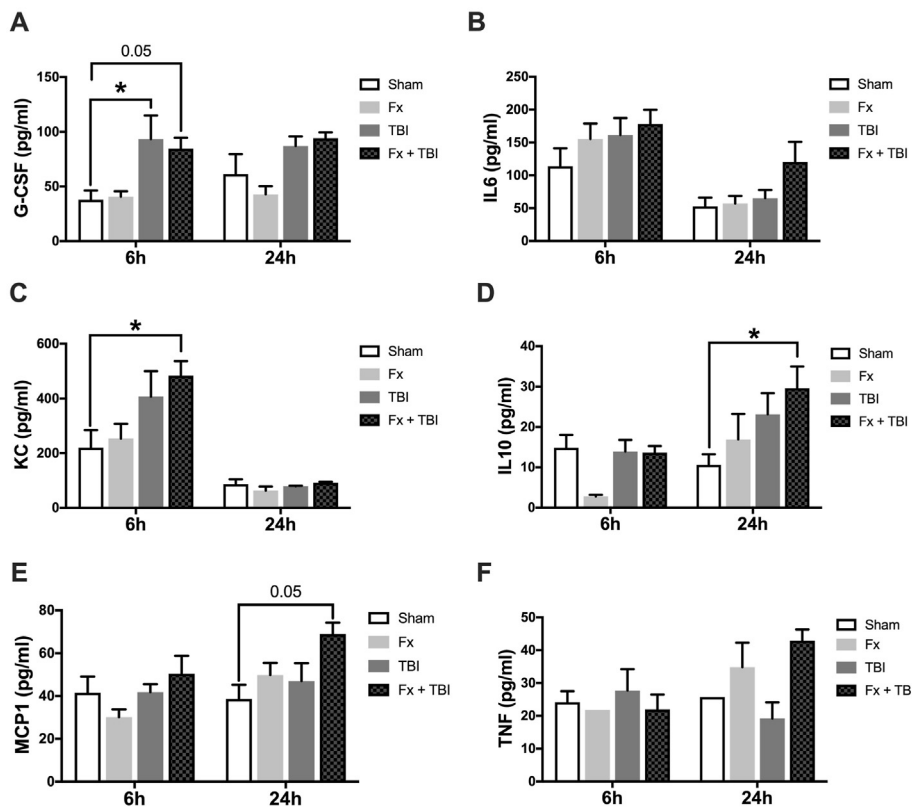 A
0.05
*
G-CSF (pg/ml)
150
100
50
0
6h
24h
Sham
Fx
TBI
Fx + TBI
B
IL6 (pg/ml)
250
200
150
100
50
0
6h
24h
Sham
Fx
TBI
Fx + TBI
C
*
KC (pg/ml)
600
400
200
0
6h
24h
Sham
Fx
TBI
Fx + TBI
D
*
IL10 (pg/ml)
40
30
20
10
0
6h
24h
Sham
Fx
TBI
Fx + TBI
E
0.05
MCP1 (pg/ml)
80
60
40
20
0
6h
24h
Sham
Fx
TBI
Fx + TBI
F
TNF (pg/ml)
50
40
30
20
10
0
6h
24h
Sham
Fx
TBI
Fx + TB